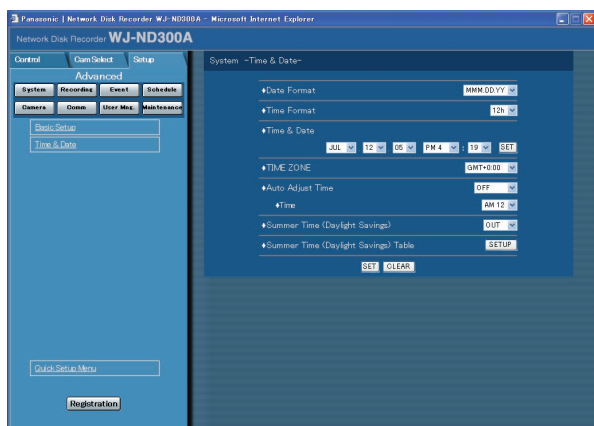 Panasonic | Network Disk Recorder WJ-ND300A - Microsoft Internet Explorer
Network Disk Recorder WJ-ND300A
Control Cam Select Setup
Advanced
System Recording Event Schedule
Camera Comm User Mng. Maintenance
Basic Setup
Time & Date
Quick Setup Menu
Registration
System -Time & Date-
♦Date Format MMM.DD.YY
♦Time Format 12h
♦Time & Date
JUL 12 05 PM 4 : 19 SET
♦TIME ZONE GMT+0:00
♦Auto Adjust Time OFF
♦Time AM 12
♦Summer Time (Daylight Savings) OUT
♦Summer Time (Daylight Savings) Table SETUP
SET CLEAR